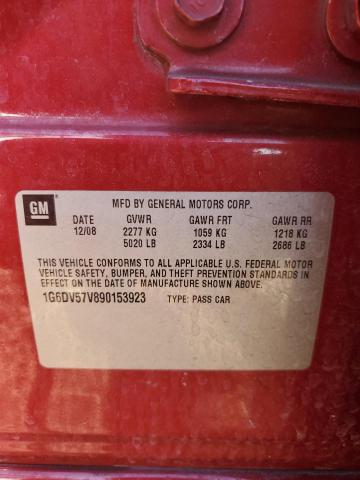 GM
MFD BY GENERAL MOTORS CORP.
DATE GVWR GAWR FRT GAWR RR
12/08 2277 KG 1059 KG 1218 KG
5020 LB 2334 LB 2686 LB
THIS VEHICLE CONFORMS TO ALL APPLICABLE U.S. FEDERAL MOTOR
VEHICLE SAFETY, BUMPER, AND THEFT PREVENTION STANDARDS IN
EFFECT ON THE DATE OF MANUFACTURE SHOWN ABOVE.
1G6DV57V890153923 TYPE: PASS CAR